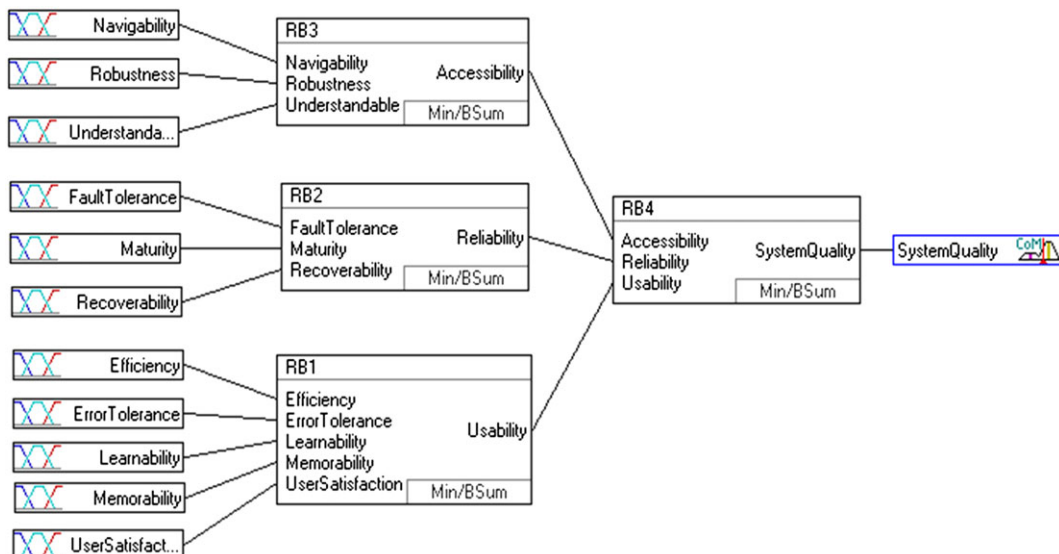 Navigability
Robustness
Understanda...
FaultTolerance
Maturity
Recoverability
Efficiency
ErrorTolerance
Learnability
Memorability
UserSatisfact...
RB3
Navigability
Robustness
Understandable
Accessibility
Min/BSum
RB2
FaultTolerance
Maturity
Recoverability
Reliability
Min/BSum
RB1
Efficiency
ErrorTolerance
Learnability
Memorability
UserSatisfaction
Usability
Min/BSum
RB4
Accessibility
Reliability
Usability
SystemQuality
Min/BSum
SystemQuality
CoM